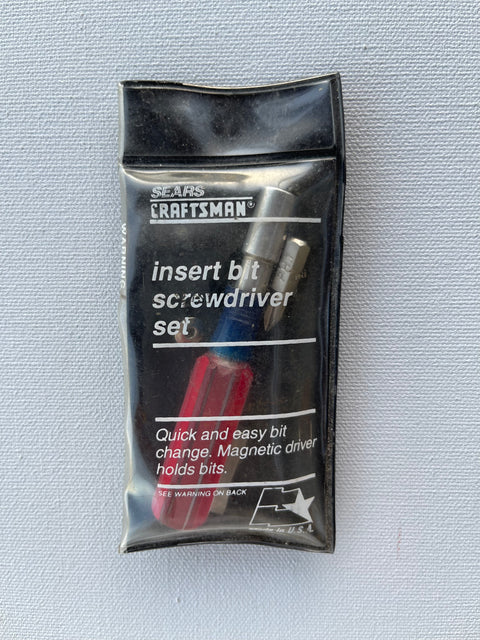 SEARS
CRAFTSMAN®
WARNING
insert bit
screwdriver
set
Quick and easy bit
change. Magnetic driver
holds bits.
SEE WARNING ON BACK
U.S.A.